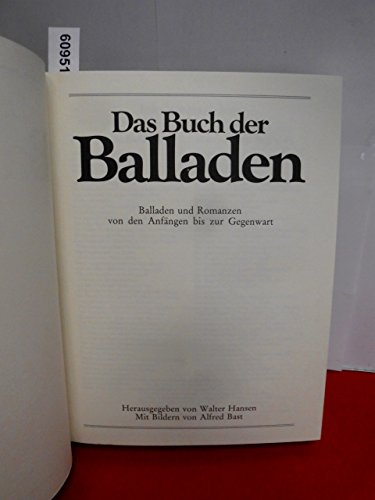 60951
Das Buch der
Balladen
Balladen und Romanzen
von den Anfängen bis zur Gegenwart
Herausgegeben von Walter Hansen
Mit Bildern von Alfred Bast